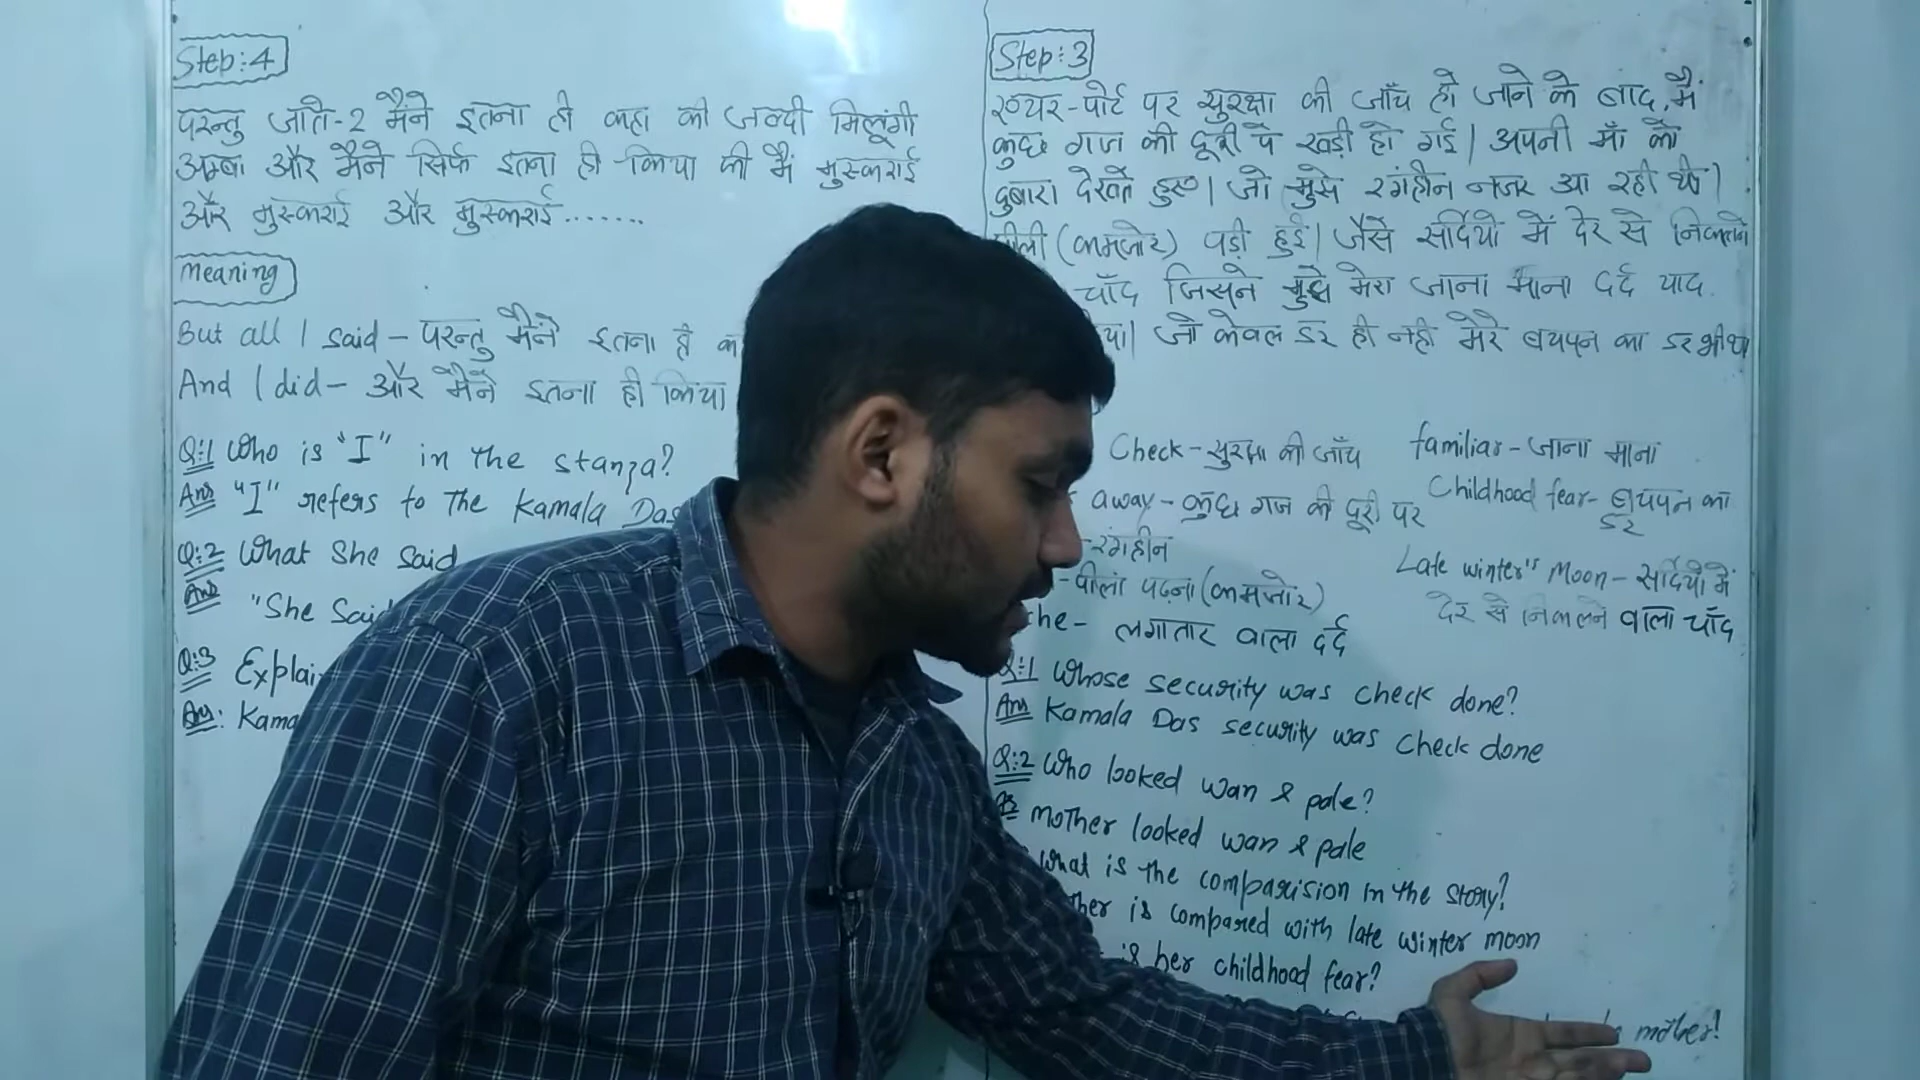 Step:4
परन्तु जाते-2 मैंने इतना ही कहा की जल्दी मिलूंगी
अम्बा और मैंने सिर्फ इतना ही किया की मैं मुस्कराई
और मुस्कराई और मुस्कराई.......
Meaning
But all I said - परन्तु मैंने इतना ही
And I did - और मैंने इतना ही किया
Q:1 Who is "I" in the stanza?
Ans "I" refers to the Kamala Das
Q:2 What She Said
Ans "She Said
Q:3 Explain
Ans: Kama
Step:3
एयर-पोर्ट पर सुरक्षा की जाँच हो जाने के बाद, मैं
कुछ गज की दूरी पे खड़ी हो गई| अपनी माँ को
दुबारा देखते हुए| जो मुझे रंगहीन नजर आ रही थी|
पीली (कमजोर) पड़ी हुई| जैसे सर्दियों में देर से निकलने
चाँद जिसने मुझे मेरा जाना माना दर्द याद
जो केवल डर ही नही मेरे बचपन का डर भी था
Check - सुरक्षा की जाँच
away - कुछ गज की दूरी पर
- रंगहीन
- पीला पढ़ना (कमजोर)
he - लगातार वाला दर्द
familiar - जाना माना
Childhood fear - बचपन का
डर
Late winter's Moon - सर्दियों में
देर से निकलने वाला चाँद
Q:1 Whose security was check done?
Ans Kamala Das security was check done
Q:2 Who looked wan & pale?
Mother looked wan & pale
What is the comparision in the story?
ther is compared with late winter moon
is her childhood fear?
mother!